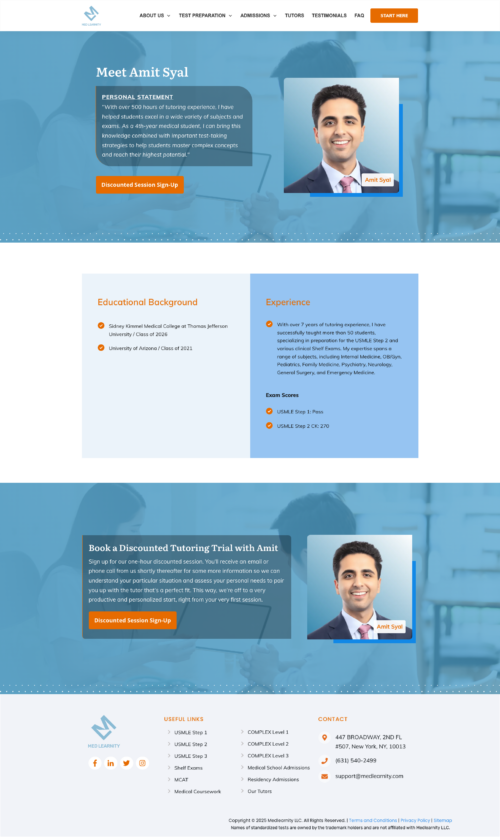 ABOUT US TEST PREPARATION ADMISSIONS TUTORS TESTIMONIALS FAQ START HERE
MED LEARNITY
Meet Amit Syal
PERSONAL STATEMENT
"With over 500 hours of tutoring experience, I have
helped students excel in a wide variety of subjects and
exams. As a 4th-year medical student, I can bring this
knowledge combined with important test-taking
strategies to help students master complex concepts
and reach their highest potential."
Amit Syal
Discounted Session Sign-Up
Educational Background
Sidney Kimmel Medical College at Thomas Jefferson
University / Class of 2026
University of Arizona / Class of 2021
Experience
With over 7 years of tutoring experience, I have
successfully taught more than 50 students,
specializing in preparation for the USMLE Step 2 and
various clinical Shelf Exams. My expertise spans a
range of subjects, including Internal Medicine, OB/Gyn,
Pediatrics, Family Medicine, Psychiatry, Neurology,
General Surgery, and Emergency Medicine.
Exam Scores
USMLE Step 1: Pass
USMLE Step 2 CK: 270
Book a Discounted Tutoring Trial with Amit
Sign up for our one-hour discounted session. You'll receive an email or
phone call from us shortly thereafter for some more information so we can
understand your particular situation and assess your personal needs to pair
you up with the tutor that's a perfect fit. This way, we're off to a very
productive and personalized start, right from your very first session.
Discounted Session Sign-Up
Amit Syal
MED LEARNITY
USEFUL LINKS
USMLE Step 1
USMLE Step 2
USMLE Step 3
Shelf Exams
MCAT
Medical Coursework
COMPLEX Level 1
COMPLEX Level 2
COMPLEX Level 3
Medical School Admissions
Residency Admissions
Our Tutors
CONTACT
447 BROADWAY, 2ND FL
#507, New York, NY, 10013
(631) 540-2499
support@medlearnity.com
Copyright © 2025 Medlearnity LLC. All Rights Reserved. | Terms and Conditions | Privacy Policy | Sitemap
Names of standardized tests are owned by the trademark holders and are not affiliated with Medlearnity LLC.